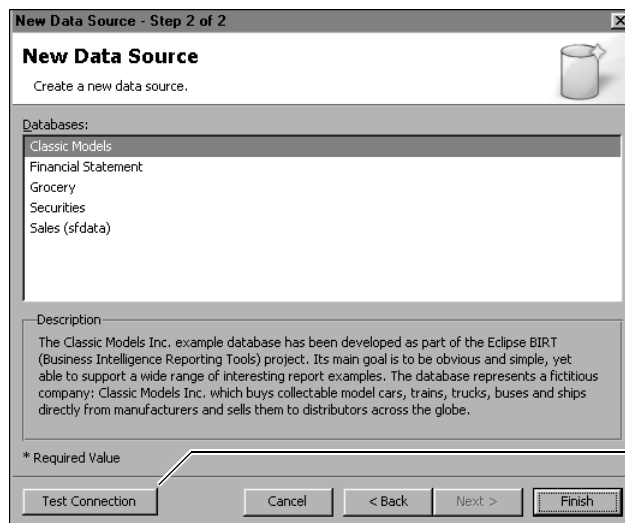 New Data Source - Step 2 of 2
New Data Source
Create a new data source.
Databases:
Classic Models
Financial Statement
Grocery
Securities
Sales (sfdata)
Description
The Classic Models Inc. example database has been developed as part of the Eclipse BIRT
(Business Intelligence Reporting Tools) project. Its main goal is to be obvious and simple, yet
able to support a wide range of interesting report examples. The database represents a fictitious
company: Classic Models Inc. which buys collectable model cars, trains, trucks, buses and ships
directly from manufacturers and sells them to distributors across the globe.
* Required Value
Test Connection Cancel < Back Next > Finish